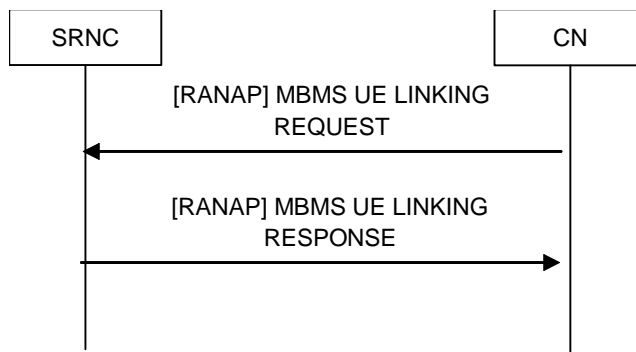 SRNC
CN
[RANAP] MBMS UE LINKING
REQUEST
[RANAP] MBMS UE LINKING
RESPONSE